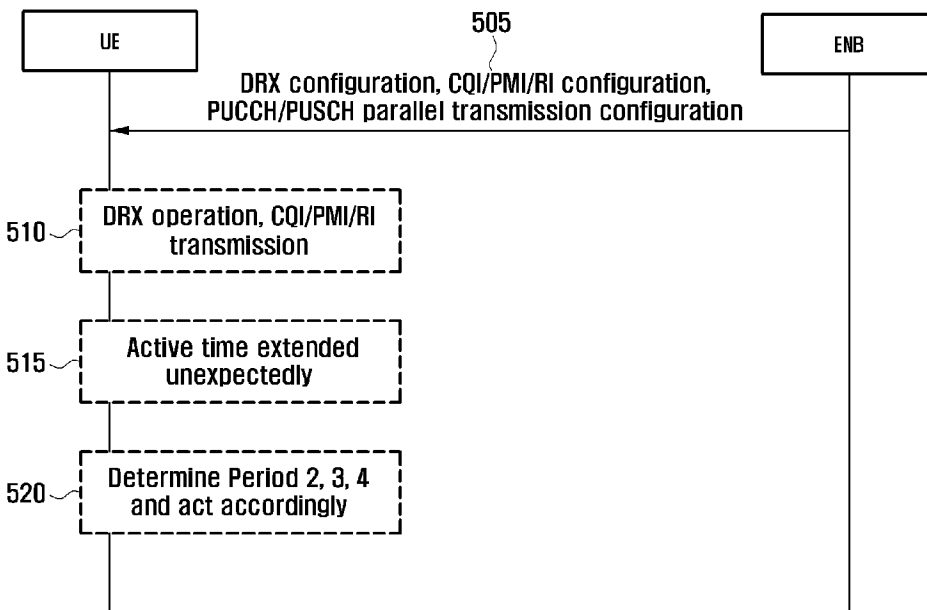 505
UE
ENB
DRX configuration, CQI/PMI/RI configuration,
PUCCH/PUSCH parallel transmission configuration
510
DRX operation, CQI/PMI/RI
transmission
515
Active time extended
unexpectedly
520
Determine Period 2, 3, 4
and act accordingly